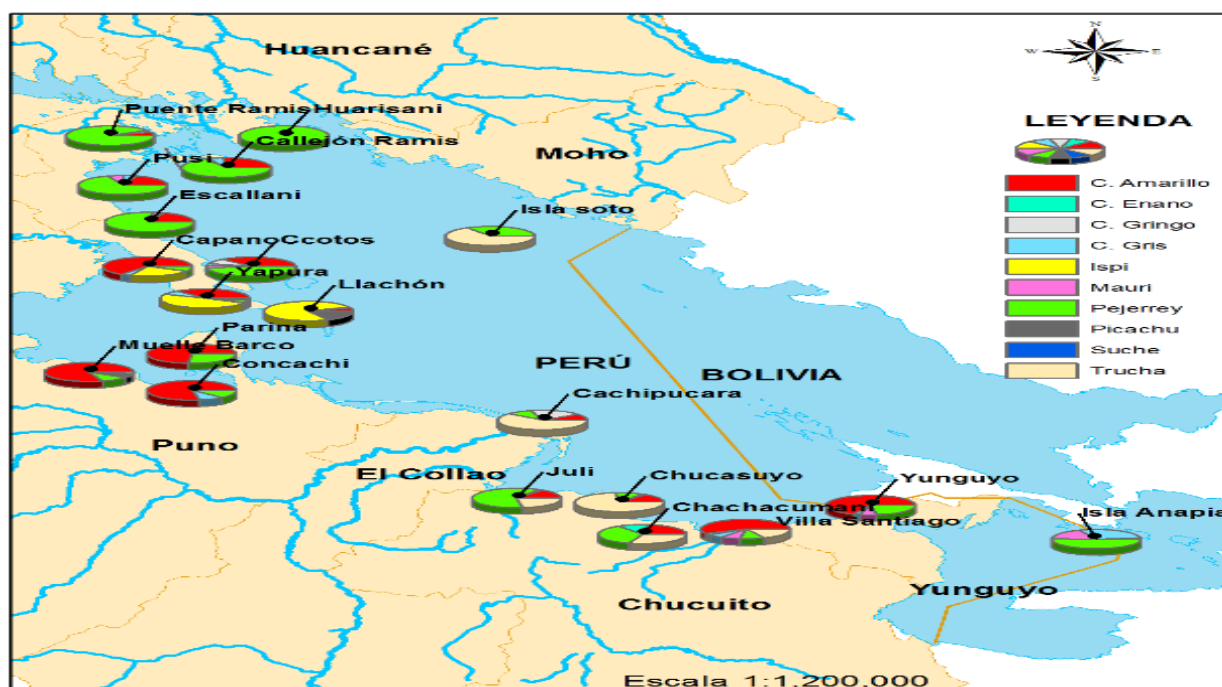 Huancané
N
W E
S
Puente Ramis
Huarisani
LEYENDA
Callejón Ramis
Moho
Pusi
C. Amarillo
Escallani
C. Enano
Isla soto
C. Gringo
Capano
Ccotos
C. Gris
Yapura
Ispi
Llachón
Mauri
Pejerrey
Parina
Picachu
Muelle Barco
Suche
Concachi
PERÚ
BOLIVIA
Trucha
Cachipucara
Puno
El Collao
Juli
Chucasuyo
Yunguyo
Chachacumani
Villa Santiago
Isla Anapia
Chucuito
Yunguyo
Escala 1:1,200,000